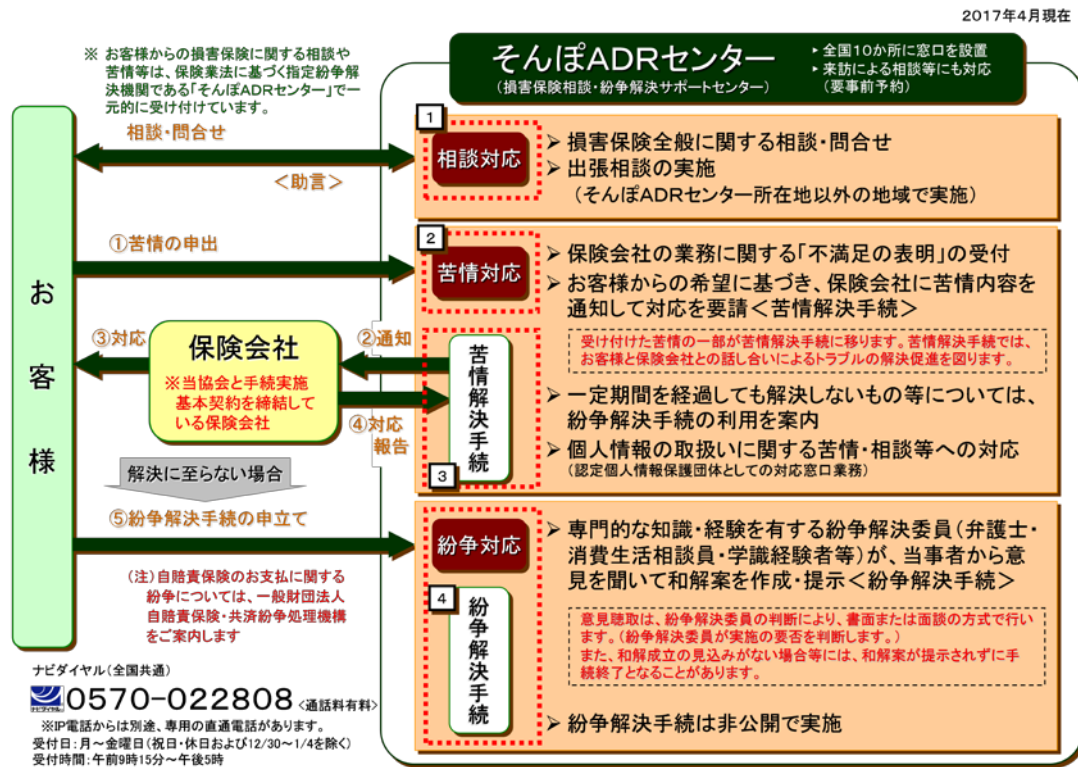 2017年4月現在
※ お客様からの損害保険に関する相談や
苦情等は、保険業法に基づく指定紛争解
決機関である「そんぽADRセンター」で一
元的に受け付けています。
そんぽADRセンター
(損害保険相談・紛争解決サポートセンター)
・全国10か所に窓口を設置
・来訪による相談等にも対応
(要事前予約)
お客様
相談・問合せ
<助言>
1
相談対応
➢ 損害保険全般に関する相談・問合せ
➢ 出張相談の実施
(そんぽADRセンター所在地以外の地域で実施)
①苦情の申出
2
苦情対応
➢ 保険会社の業務に関する「不満足の表明」の受付
➢ お客様からの希望に基づき、保険会社に苦情内容を
通知して対応を要請<苦情解決手続>
受け付けた苦情の一部が苦情解決手続に移ります。苦情解決手続では、
お客様と保険会社との話し合いによるトラブルの解決促進を図ります。
③対応
保険会社
※当協会と手続実施
基本契約を締結して
いる保険会社
②通知
④対応
報告
苦情解決手続
3
➢ 一定期間を経過しても解決しないもの等については、
紛争解決手続の利用を案内
➢ 個人情報の取扱いに関する苦情・相談等への対応
(認定個人情報保護団体としての対応窓口業務)
解決に至らない場合
⑤紛争解決手続の申立て
紛争対応
4
紛争解決手続
➢ 専門的な知識・経験を有する紛争解決委員(弁護士・
消費生活相談員・学識経験者等)が、当事者から意
見を聞いて和解案を作成・提示<紛争解決手続>
意見聴取は、紛争解決委員の判断により、書面または面談の方式で行い
ます。(紛争解決委員が実施の要否を判断します。)
また、和解成立の見込みがない場合等には、和解案が提示されずに手
続終了となることがあります。
➢ 紛争解決手続は非公開で実施
(注)自賠責保険のお支払に関する
紛争については、一般財団法人
自賠責保険・共済紛争処理機構
をご案内します
ナビダイヤル(全国共通)
ナビダイヤル
0570-022808<通話料有料>
※IP電話からは別途、専用の直通電話があります。
受付日:月~金曜日(祝日・休日および12/30~1/4を除く)
受付時間:午前9時15分~午後5時